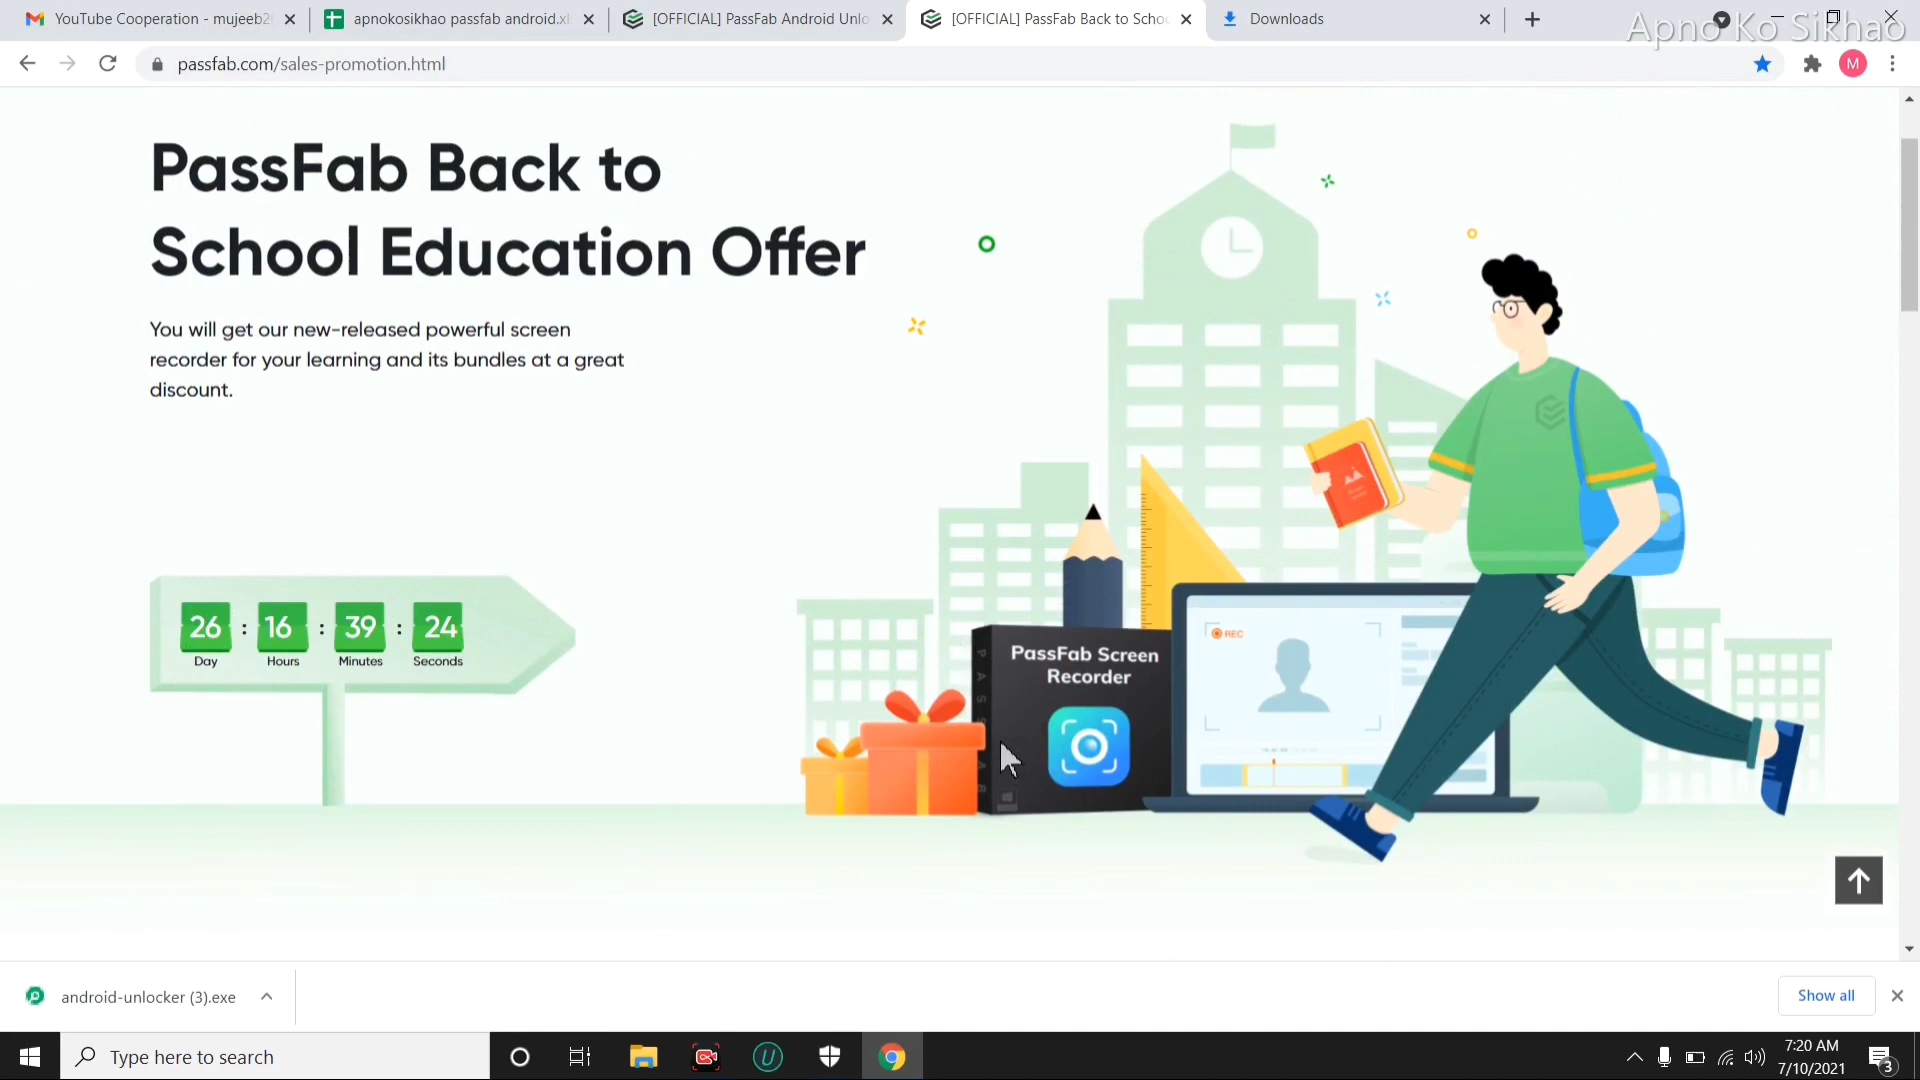 YouTube Cooperation - mujeeb2
apnokosikhao passfab android.xl
[OFFICIAL] PassFab Android Unlo
[OFFICIAL] PassFab Back to Scho
Downloads
Apno Ko Sikhao
passfab.com/sales-promotion.html
M
PassFab Back to
School Education Offer
You will get our new-released powerful screen
recorder for your learning and its bundles at a great
discount.
26 : 16 : 39 : 24
Day Hours Minutes Seconds
REC
PassFab Screen
Recorder
android-unlocker (3).exe
Show all
Type here to search
7:20 AM
7/10/2021
3